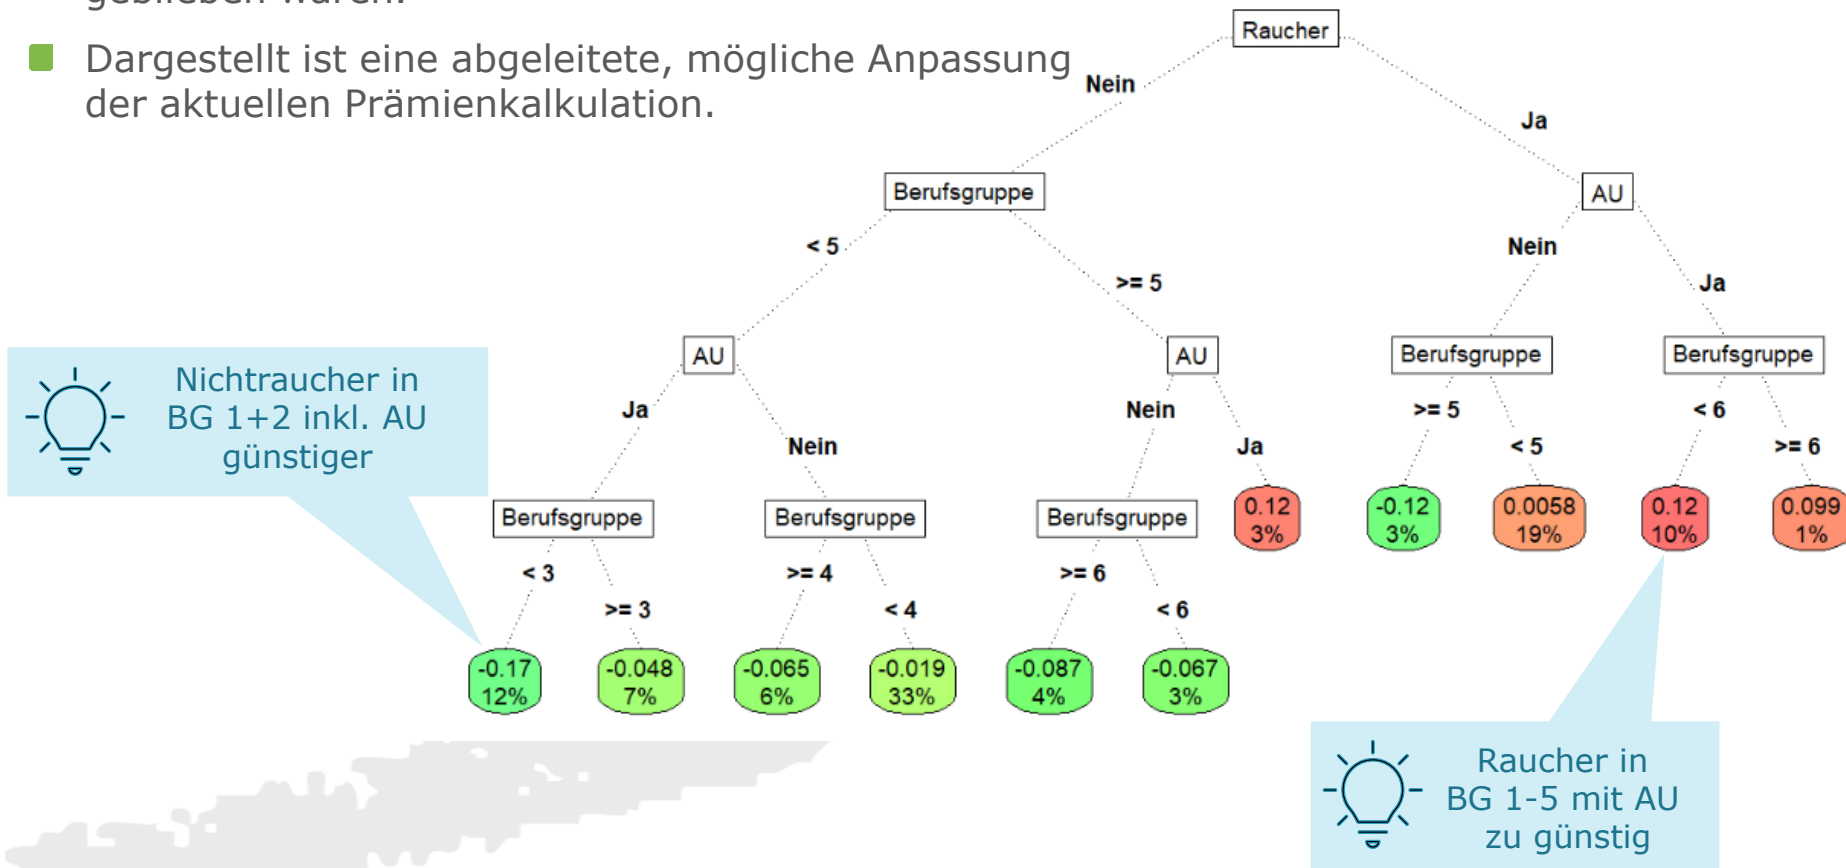 geblieben waren.
Dargestellt ist eine abgeleitete, mögliche Anpassung
der aktuellen Prämienkalkulation.
Raucher
Nein
Ja
Berufsgruppe
AU
< 5
>= 5
Nein
Ja
AU
AU
Berufsgruppe
Berufsgruppe
Nichtraucher in
BG 1+2 inkl. AU
günstiger
Ja
Nein
Nein
Ja
>= 5
< 5
< 6
>= 6
Berufsgruppe
Berufsgruppe
Berufsgruppe
0.12
3%
-0.12
3%
0.0058
19%
0.12
10%
0.099
1%
< 3
>= 3
>= 4
< 4
>= 6
< 6
-0.17
12%
-0.048
7%
-0.065
6%
-0.019
33%
-0.087
4%
-0.067
3%
Raucher in
BG 1-5 mit AU
zu günstig